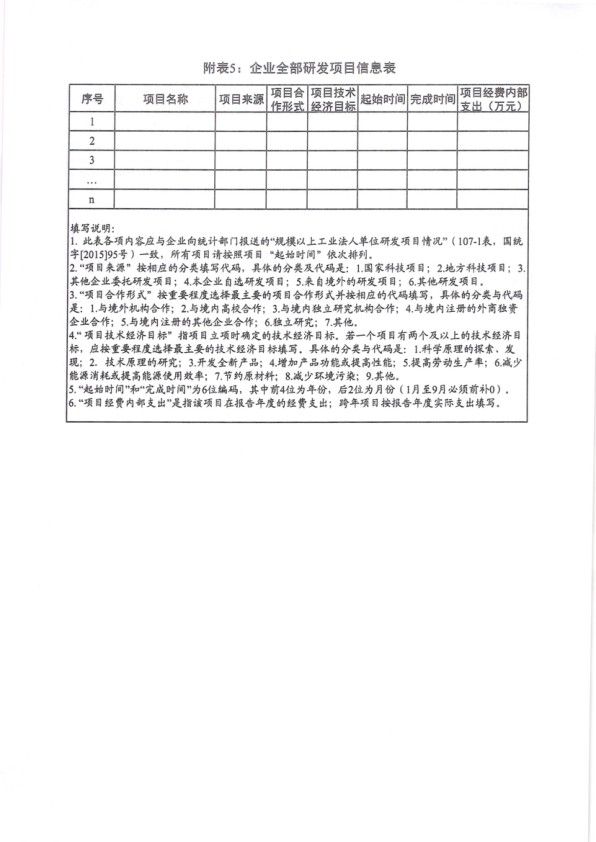 附表5：企业全部研发项目信息表
序号 项目名称 项目来源 项目合作形式 项目技术经济目标 起始时间 完成时间 项目经费内部支出（万元）
1
2
3
…
n
填写说明：
1. 此表各项内容应与企业向统计部门报送的“规模以上工业法人单位研发项目情况”（107-1表，国统
字[2015]95号）一致，所有项目请按照项目“起始时间”依次排列。
2.“项目来源”按相应的分类填写代码，具体的分类及代码是：1.国家科技项目；2.地方科技项目；3.
其他企业委托研发项目；4.本企业自选研发项目；5.来自境外的研发项目；6.其他研发项目。
3.“项目合作形式”按重要程度选择最主要的项目合作形式并按相应的代码填写，具体的分类与代码
是：1.与境外机构合作；2.与境内高校合作；3.与境内独立研究机构合作；4.与境内注册的外商独资
企业合作；5.与境内注册的其他企业合作；6.独立研究；7.其他。
4.“项目技术经济目标”指项目立项时确定的技术经济目标。若一个项目有两个及以上的技术经济目
标，应按重要程度选择最主要的技术经济目标填写。具体的分类与代码是：1.科学原理的探索、发
现；2. 技术原理的研究；3.开发全新产品；4.增加产品功能或提高性能；5.提高劳动生产率；6.减少
能源消耗或提高能源使用效率；7.节约原材料；8.减少环境污染；9.其他。
5.“起始时间”和“完成时间”为6位编码，其中前4位为年份，后2位为月份（1月至9月必须前补0）。
6.“项目经费内部支出”是指该项目在报告年度的经费支出；跨年项目按报告年度实际支出填写。